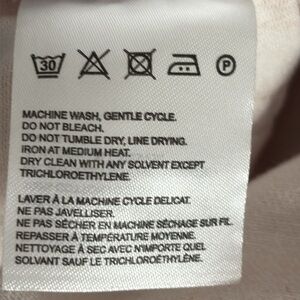 30 P
MACHINE WASH, GENTLE CYCLE.
DO NOT BLEACH.
DO NOT TUMBLE DRY, LINE DRYING.
IRON AT MEDIUM HEAT.
DRY CLEAN WITH ANY SOLVENT EXCEPT
TRICHLOROETHYLENE.
LAVER À LA MACHINE CYCLE DELICAT.
NE PAS JAVELLISER.
NE PAS SÉCHER EN MACHINE SÉCHAGE SUR FIL.
REPASSER À TEMPÉRATURE MOYENNE.
NETTOYAGE À SEC AVEC N'IMPORTE QUEL
SOLVANT SAUF LE TRICHLOROÉTHYLÈNE.